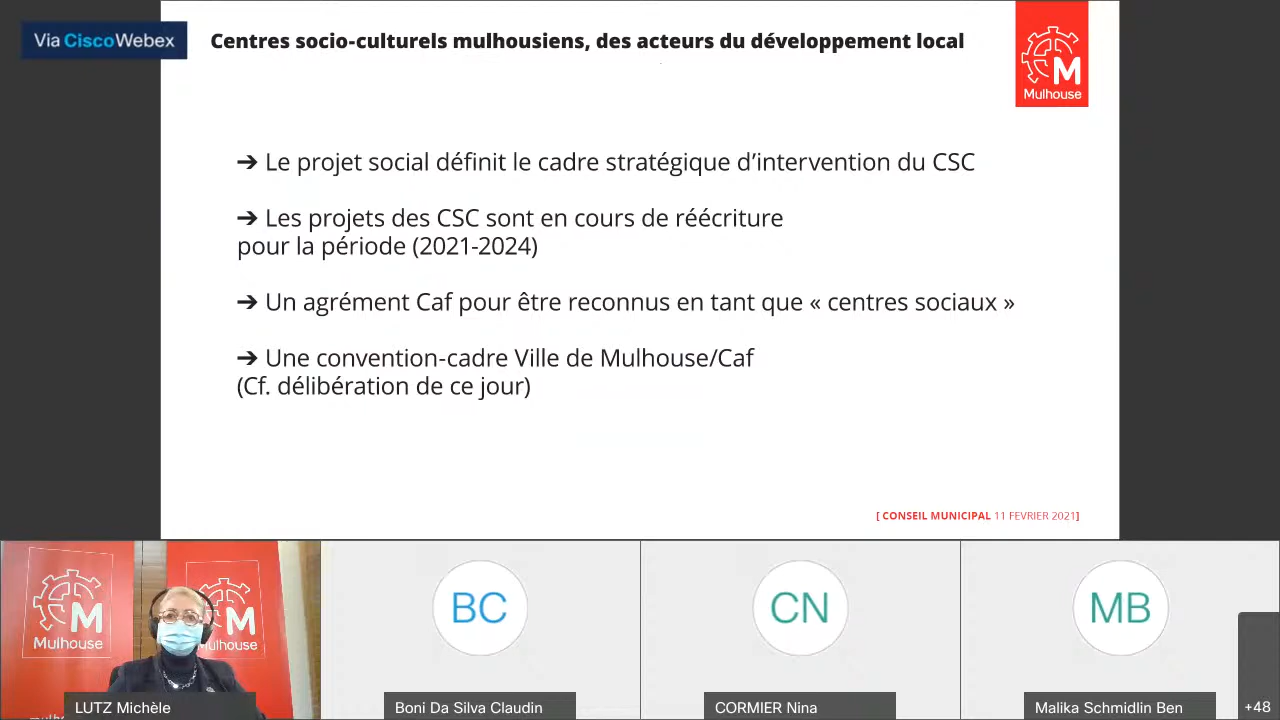 Via Cisco Webex
Centres socio-culturels mulhousiens, des acteurs du développement local
M
Mulhouse
➔ Le projet social définit le cadre stratégique d’intervention du CSC
➔ Les projets des CSC sont en cours de réécriture
pour la période (2021-2024)
➔ Un agrément Caf pour être reconnus en tant que « centres sociaux »
➔ Une convention-cadre Ville de Mulhouse/Caf
(Cf. délibération de ce jour)
[ CONSEIL MUNICIPAL 11 FEVRIER 2021]
M
Mulhouse
M
Mulhouse
LUTZ Michèle
BC
Boni Da Silva Claudin
CN
CORMIER Nina
MB
Malika Schmidlin Ben
+48